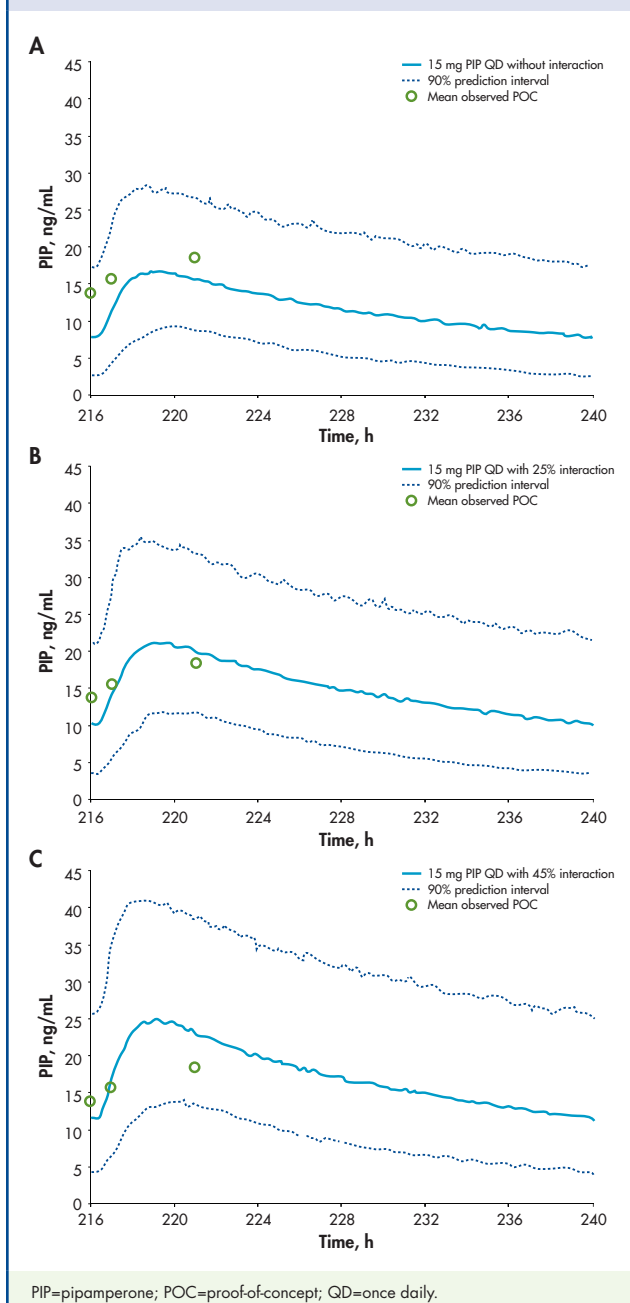 A
45
40
35
30
25
20
15
10
5
0
PIP, ng/mL
15 mg PIP QD without interaction
90% prediction interval
Mean observed POC
216 220 224 228 232 236 240
Time, h
B
45
40
35
30
25
20
15
10
5
0
PIP, ng/mL
15 mg PIP QD with 25% interaction
90% prediction interval
Mean observed POC
216 220 224 228 232 236 240
Time, h
C
45
40
35
30
25
20
15
10
5
0
PIP, ng/mL
15 mg PIP QD with 45% interaction
90% prediction interval
Mean observed POC
216 220 224 228 232 236 240
Time, h
PIP=pipamperone; POC=proof-of-concept; QD=once daily.